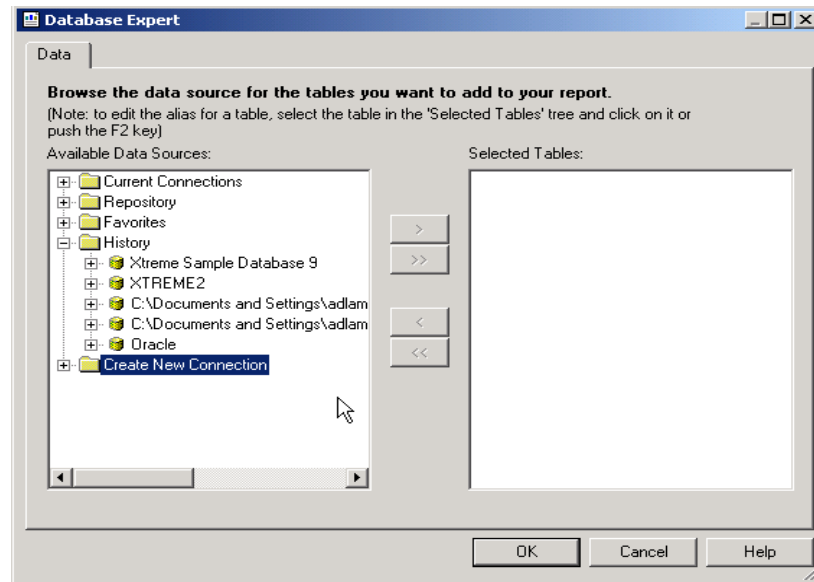 Database Expert
Data
Browse the data source for the tables you want to add to your report.
(Note: to edit the alias for a table, select the table in the 'Selected Tables' tree and click on it or
push the F2 key)
Available Data Sources:
Selected Tables:
Current Connections
Repository
Favorites
History
Xtreme Sample Database 9
XTREME2
C:\Documents and Settings\adlam
C:\Documents and Settings\adlam
Oracle
Create New Connection
>
>>
<
<<
OK
Cancel
Help